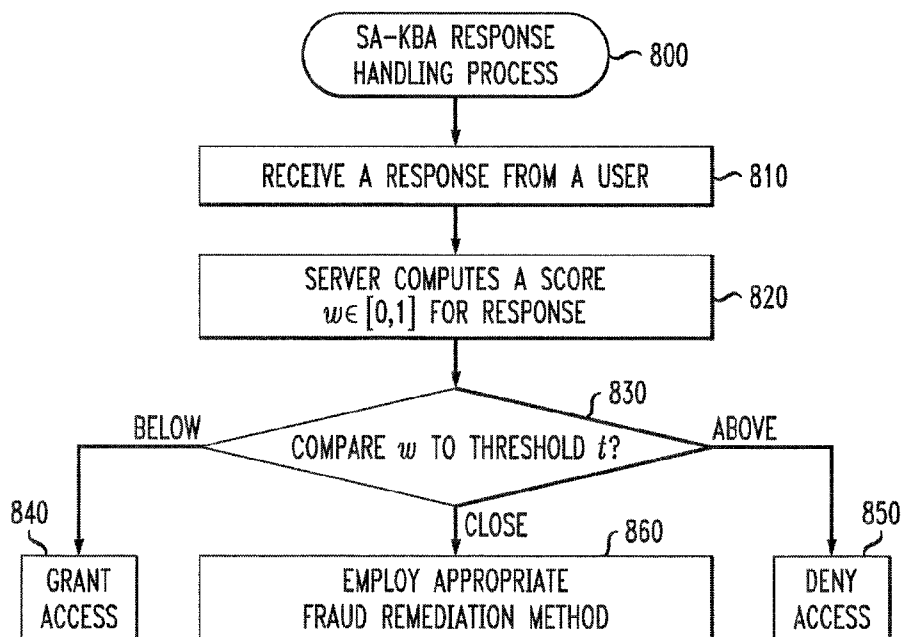 SA-KBA RESPONSE
HANDLING PROCESS
800
RECEIVE A RESPONSE FROM A USER
810
SERVER COMPUTES A SCORE
w∈[0,1] FOR RESPONSE
820
830
BELOW
COMPARE w TO THRESHOLD t?
ABOVE
CLOSE
840
860
850
GRANT
ACCESS
EMPLOY APPROPRIATE
FRAUD REMEDIATION METHOD
DENY
ACCESS